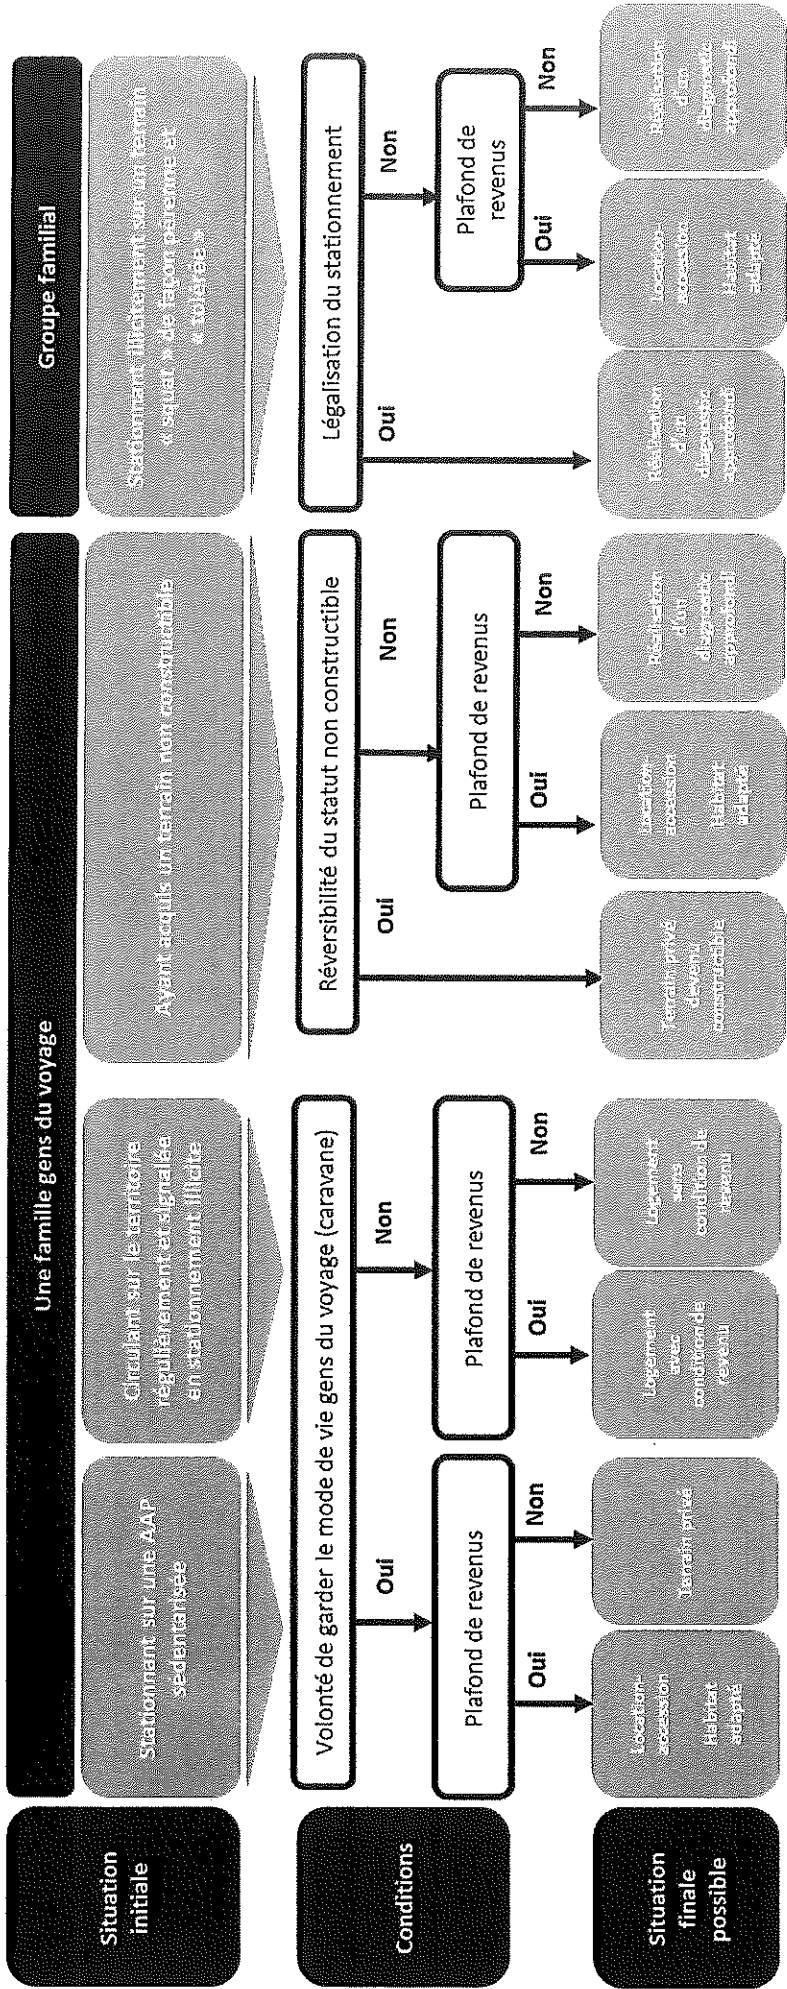 Situation
initiale
Une famille gens du voyage
Groupe familial
Stationnant sur une AAP
sédentarisée
Circulant sur le territoire
régulièrement et signalée
en stationnement illicite
Ayant acquis un terrain non constructible
Stationnant illicitement sur un terrain
« squat » de façon pérenne et
« tolérée »
Conditions
Volonté de garder le mode de vie gens du voyage (caravane)
Réversibilité du statut non constructible
Légalisation du stationnement
Oui
Non
Oui
Non
Oui
Non
Plafond de revenus
Plafond de revenus
Plafond de revenus
Plafond de
revenus
Oui
Non
Oui
Non
Oui
Non
Oui
Non
Situation
finale
possible
Location-
accession
Habitat
adapté
Terrain privé
Logement
avec
condition de
revenu
Logement
sans
condition de
revenu
Terrain privé
devenu
constructible
Location-
accession
Habitat
adapté
Réalisation
d'un
diagnostic
approfondi
Réalisation
d'un
diagnostic
approfondi
Location-
accession
Habitat
adapté
Réalisation
d'un
diagnostic
approfondi